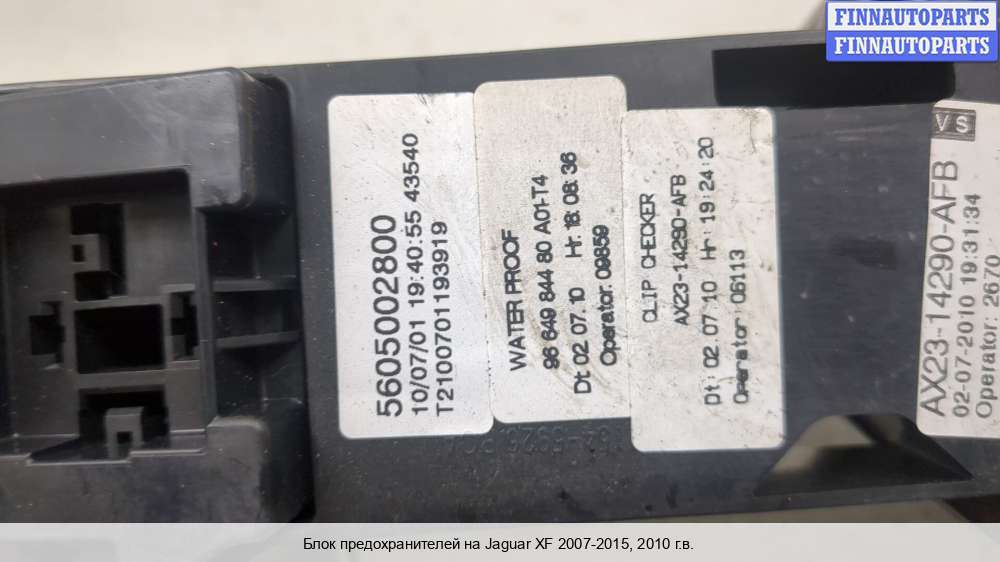 FINNAUTOPARTS
FINNAUTOPARTS
5605002800
10/07/01 19:40:55 43540
T2100701193919
WATER PROOF
96 649 844 80 A01-T4
Dt: 02.07.10 Hr: 18:08:36
Operator: 09859
CLIP CHECKER
AX23-14290-AFB
Dt: 02.07.10 Hr: 19:24:20
Operator: 06113
VS
AX23-14290-AFB
02-07-2010 19:31:34
Operator: 2670
Блок предохранителей на Jaguar XF 2007-2015, 2010 г.в.